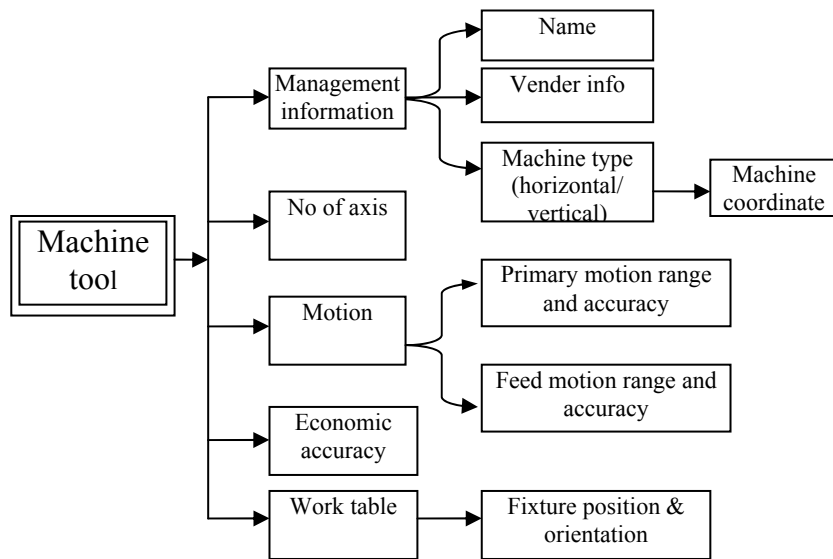 Name
Management
information
Vender info
Machine type
(horizontal/
vertical)
Machine
coordinate
No of axis
Machine
tool
Primary motion range
and accuracy
Motion
Feed motion range and
accuracy
Economic
accuracy
Work table
Fixture position &
orientation